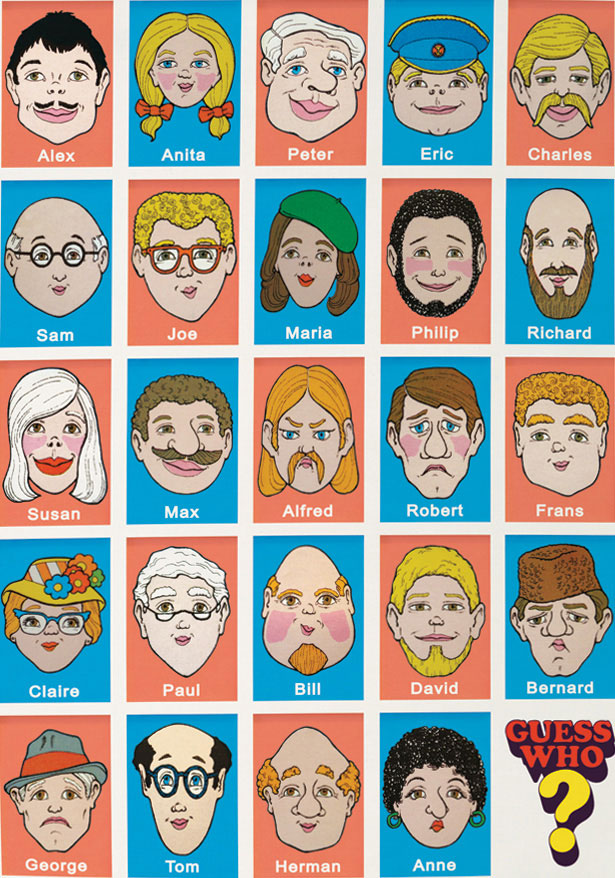 Alex
Anita
Peter
Eric
Charles
Sam
Joe
Maria
Philip
Richard
Susan
Max
Alfred
Robert
Frans
Claire
Paul
Bill
David
Bernard
George
Tom
Herman
Anne
GUESS
WHO
?